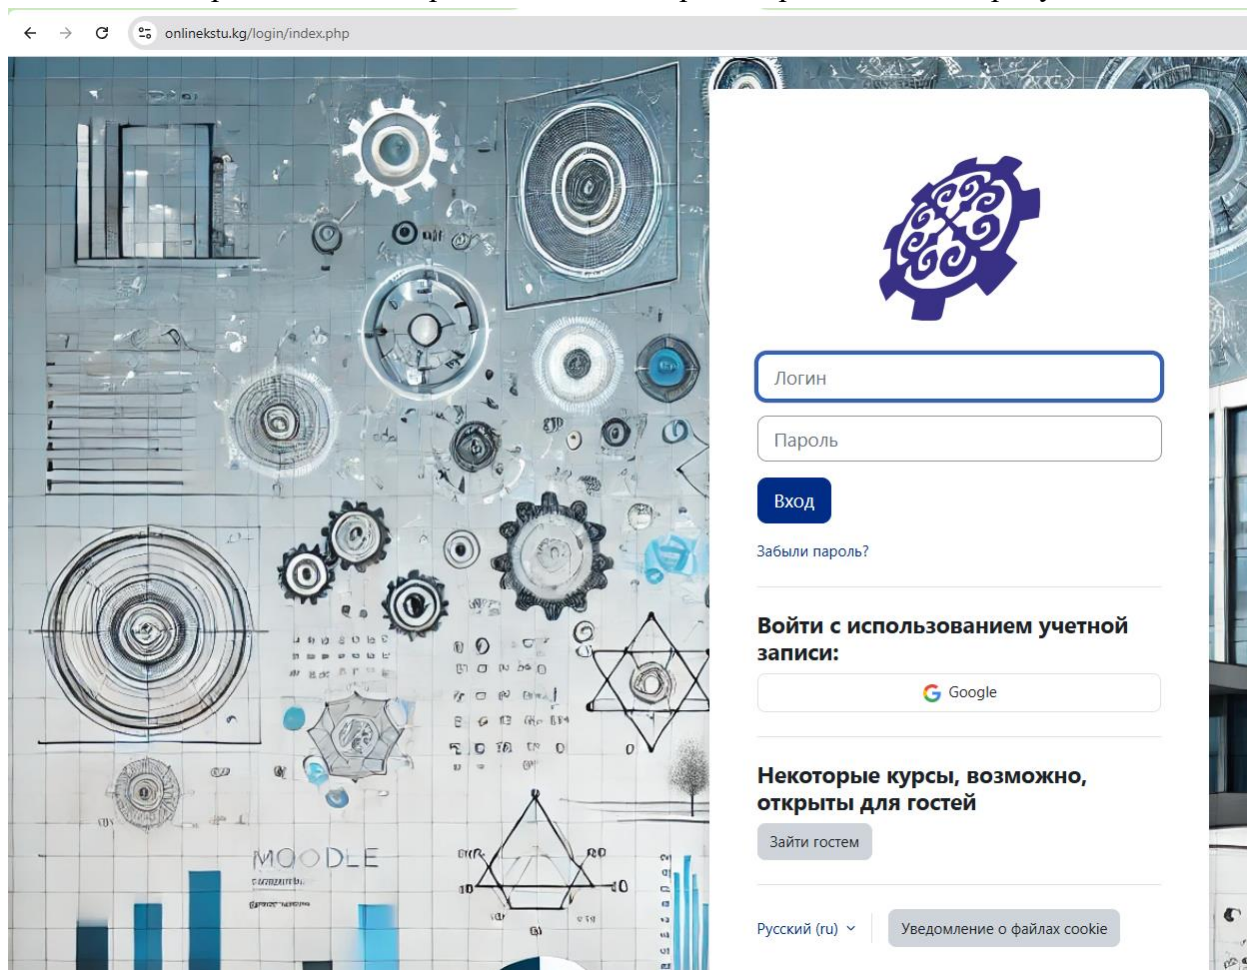 onlinekstu.kg/login/index.php
Логин
Пароль
Вход
Забыли пароль?
Войти с использованием учетной
записи:
Google
Некоторые курсы, возможно,
открыты для гостей
Зайти гостем
Русский (ru)
Уведомление о файлах cookie
MOODLE